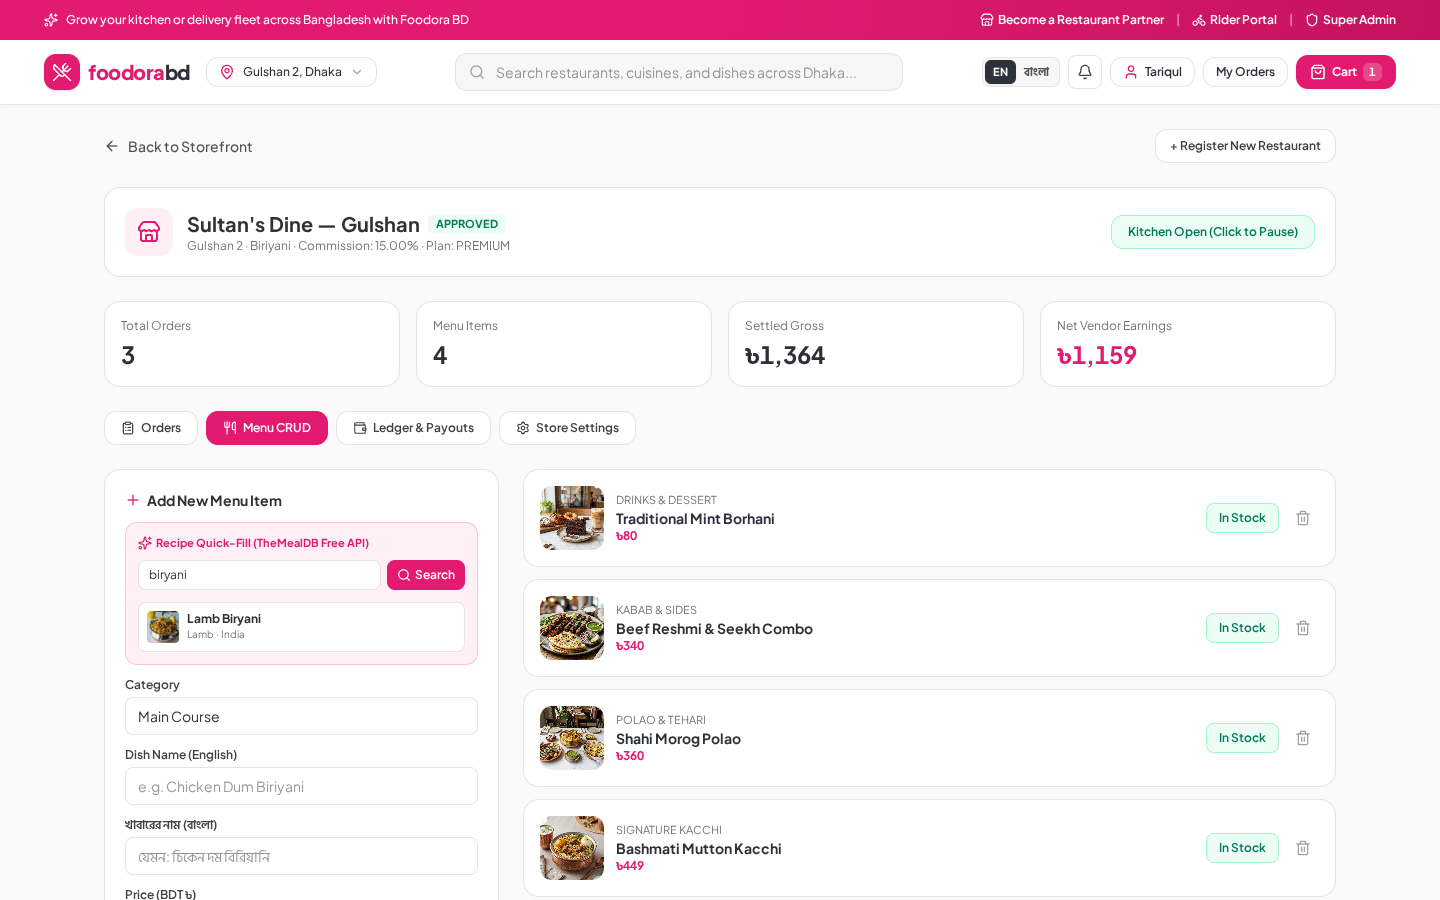 Grow your kitchen or delivery fleet across Bangladesh with Foodora BD
Become a Restaurant Partner | Rider Portal | Super Admin
foodorabd
Gulshan 2, Dhaka
Search restaurants, cuisines, and dishes across Dhaka...
EN বাংলা
Tariqul
My Orders
Cart 1
Back to Storefront
+ Register New Restaurant
Sultan's Dine — Gulshan APPROVED
Gulshan 2 · Biriyani · Commission: 15.00% · Plan: PREMIUM
Kitchen Open (Click to Pause)
Total Orders
3
Menu Items
4
Settled Gross
৳1,364
Net Vendor Earnings
৳1,159
Orders
Menu CRUD
Ledger & Payouts
Store Settings
Add New Menu Item
Recipe Quick-Fill (TheMealDB Free API)
biryani
Search
Lamb Biryani
Lamb · India
Category
Main Course
Dish Name (English)
e.g. Chicken Dum Biriyani
খাবারের নাম (বাংলা)
যেমন: চিকেন দম বিরিয়ানি
Price (BDT ৳)
DRINKS & DESSERT
Traditional Mint Borhani
৳80
In Stock
KABAB & SIDES
Beef Reshmi & Seekh Combo
৳340
In Stock
POLAO & TEHARI
Shahi Morog Polao
৳360
In Stock
SIGNATURE KACCHI
Bashmati Mutton Kacchi
৳449
In Stock